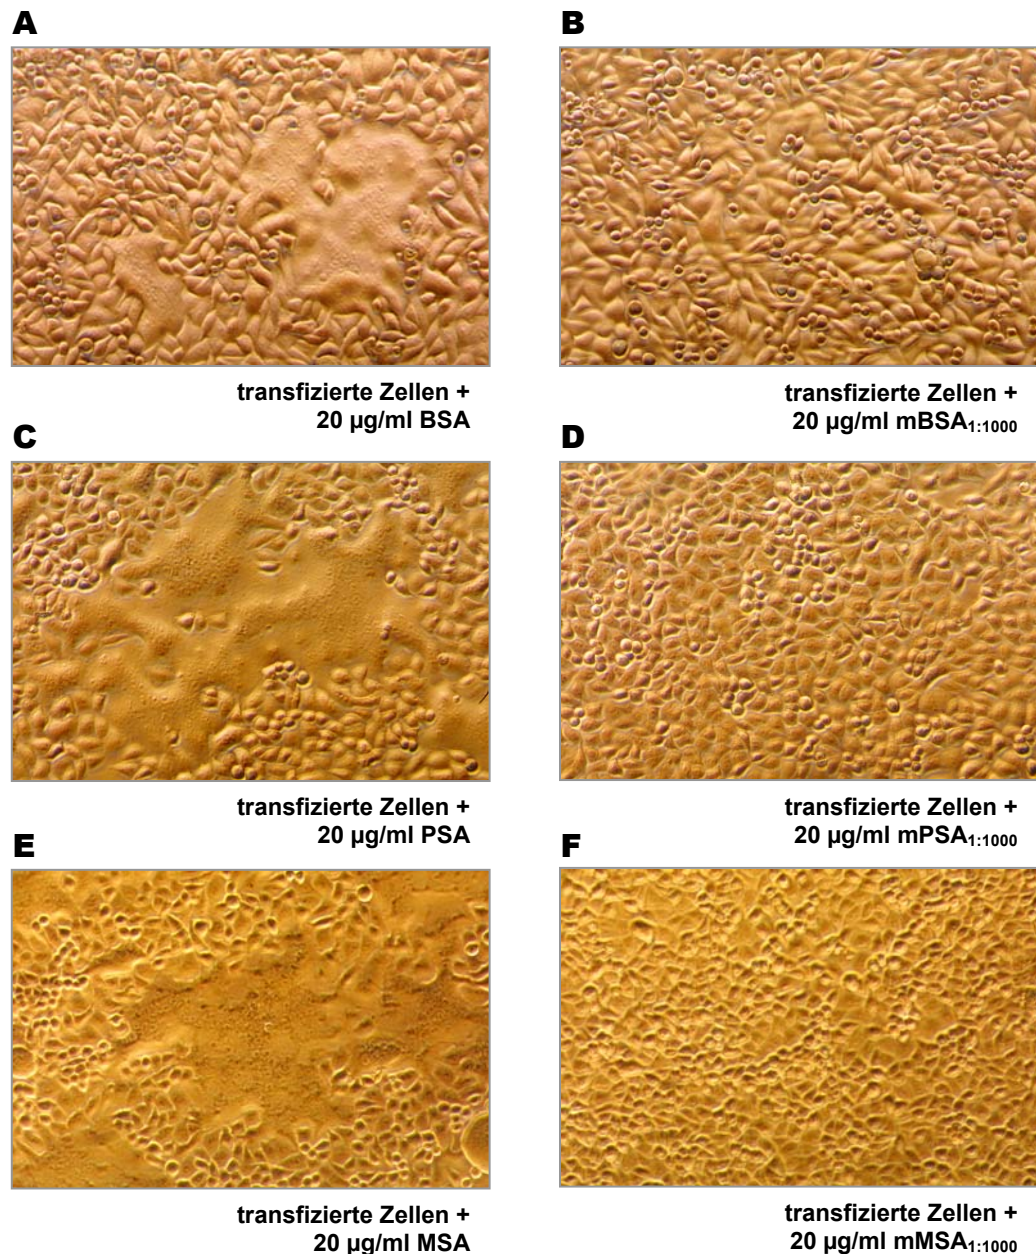 A
B
transfizierte Zellen +
20 µg/ml BSA
transfizierte Zellen +
20 µg/ml mBSA1:1000
C
D
transfizierte Zellen +
20 µg/ml PSA
transfizierte Zellen +
20 µg/ml mPSA1:1000
E
F
transfizierte Zellen +
20 µg/ml MSA
transfizierte Zellen +
20 µg/ml mMSA1:1000